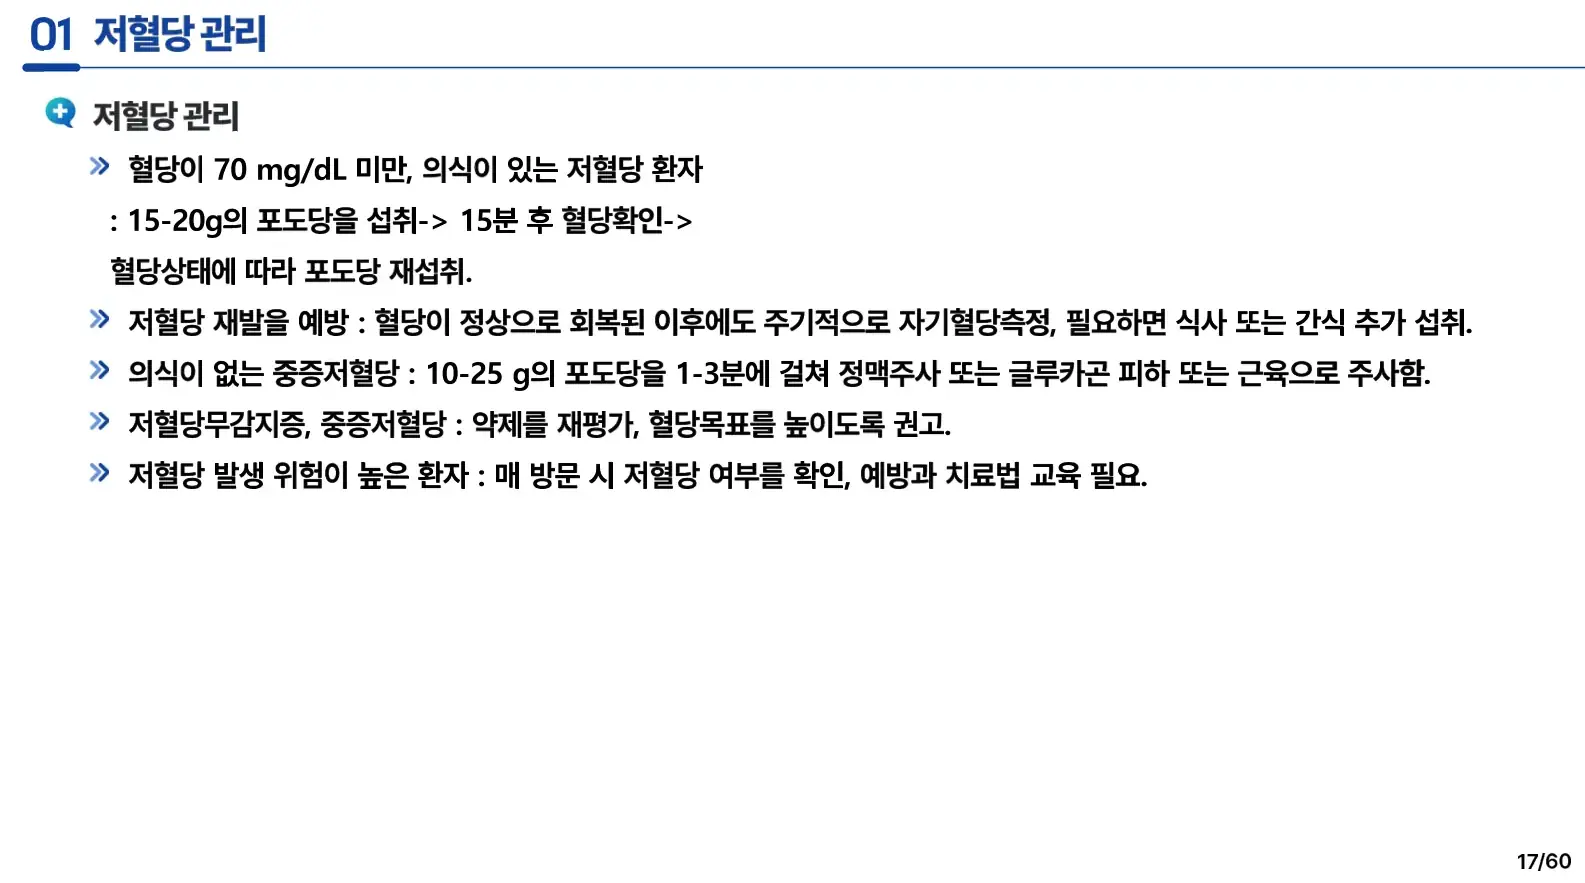 01 저혈당 관리
저혈당 관리
» 혈당이 70 mg/dL 미만, 의식이 있는 저혈당 환자
: 15-20g의 포도당을 섭취-> 15분 후 혈당확인->
혈당상태에 따라 포도당 재섭취.
» 저혈당 재발을 예방 : 혈당이 정상으로 회복된 이후에도 주기적으로 자기혈당측정, 필요하면 식사 또는 간식 추가 섭취.
» 의식이 없는 중증저혈당 : 10-25 g의 포도당을 1-3분에 걸쳐 정맥주사 또는 글루카곤 피하 또는 근육으로 주사함.
» 저혈당무감지증, 중증저혈당 : 약제를 재평가, 혈당목표를 높이도록 권고.
» 저혈당 발생 위험이 높은 환자 : 매 방문 시 저혈당 여부를 확인, 예방과 치료법 교육 필요.
17/60